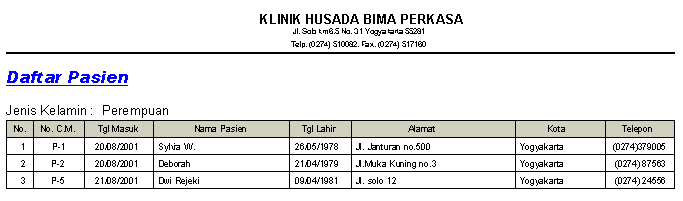 KLINIK HUSADA BIMA PERKASA
Jl. Solo km6.5 No. 31 Yogyakarta 55281
Telp. (0274) 510082. Fax. (0274) 517160
Daftar Pasien
Jenis Kelamin : Perempuan
No. No. C.M. Tgl Masuk Nama Pasien Tgl Lahir Alamat Kota Telepon
1 P-1 20/08/2001 Sylvia W. 26/05/1978 Jl. Janturan no.500 Yogyakarta (0274)379005
2 P-2 20/08/2001 Deborah 21/04/1979 Jl.Muka Kuning no.3 Yogyakarta (0274) 87563
3 P-5 21/08/2001 Dwi Rejeki 09/04/1981 Jl. solo 12 Yogyakarta (0274) 24556